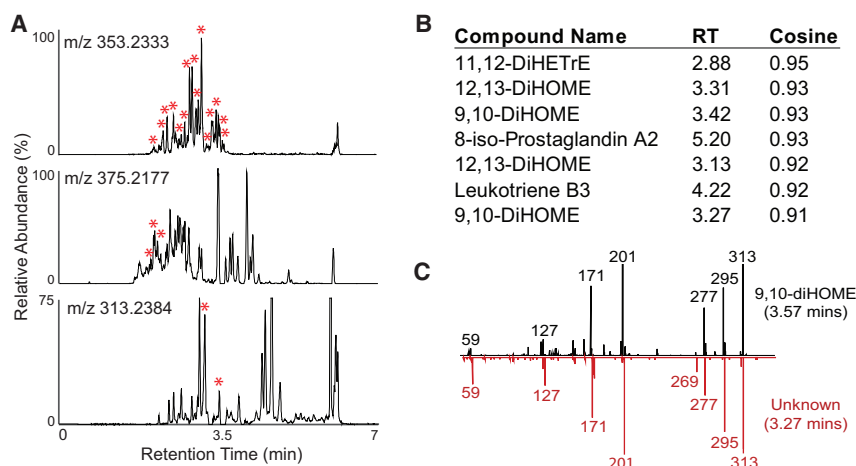 A
Relative Abundance (%)
100
m/z 353.2333
0
100
m/z 375.2177
0
75
m/z 313.2384
0
0 3.5 7
Retention Time (min)
B
Compound Name RT Cosine
11,12-DiHETrE 2.88 0.95
12,13-DiHOME 3.31 0.93
9,10-DiHOME 3.42 0.93
8-iso-Prostaglandin A2 5.20 0.93
12,13-DiHOME 3.13 0.92
Leukotriene B3 4.22 0.92
9,10-DiHOME 3.27 0.91
C
59 127 171 201 277 295 313
9,10-diHOME
(3.57 mins)
59 127 171 201 269 277 295 313
Unknown
(3.27 mins)